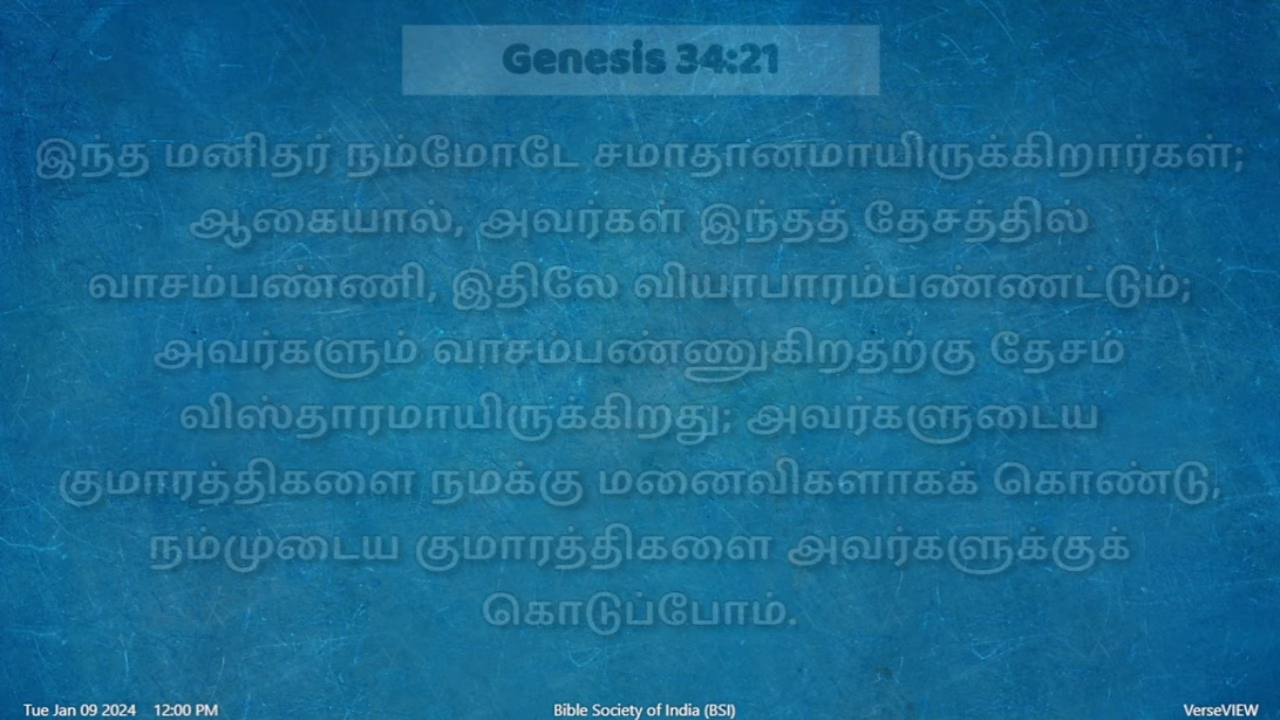 Genesis 34:21
இந்த மனிதர் நம்மோடே சமாதானமாயிருக்கிறார்கள்;
ஆகையால், அவர்கள் இந்தத் தேசத்தில்
வாசம்பண்ணி, இதிலே வியாபாரம்பண்ணட்டும்;
அவர்களும் வாசம்பண்ணுகிறதற்கு தேசம்
விஸ்தாரமாயிருக்கிறது; அவர்களுடைய
குமாரத்திகளை நமக்கு மனைவிகளாகக் கொண்டு,
நம்முடைய குமாரத்திகளை அவர்களுக்குக்
கொடுப்போம்.
Tue Jan 09 2024 12:00 PM Bible Society of India (BSI) VerseVIEW